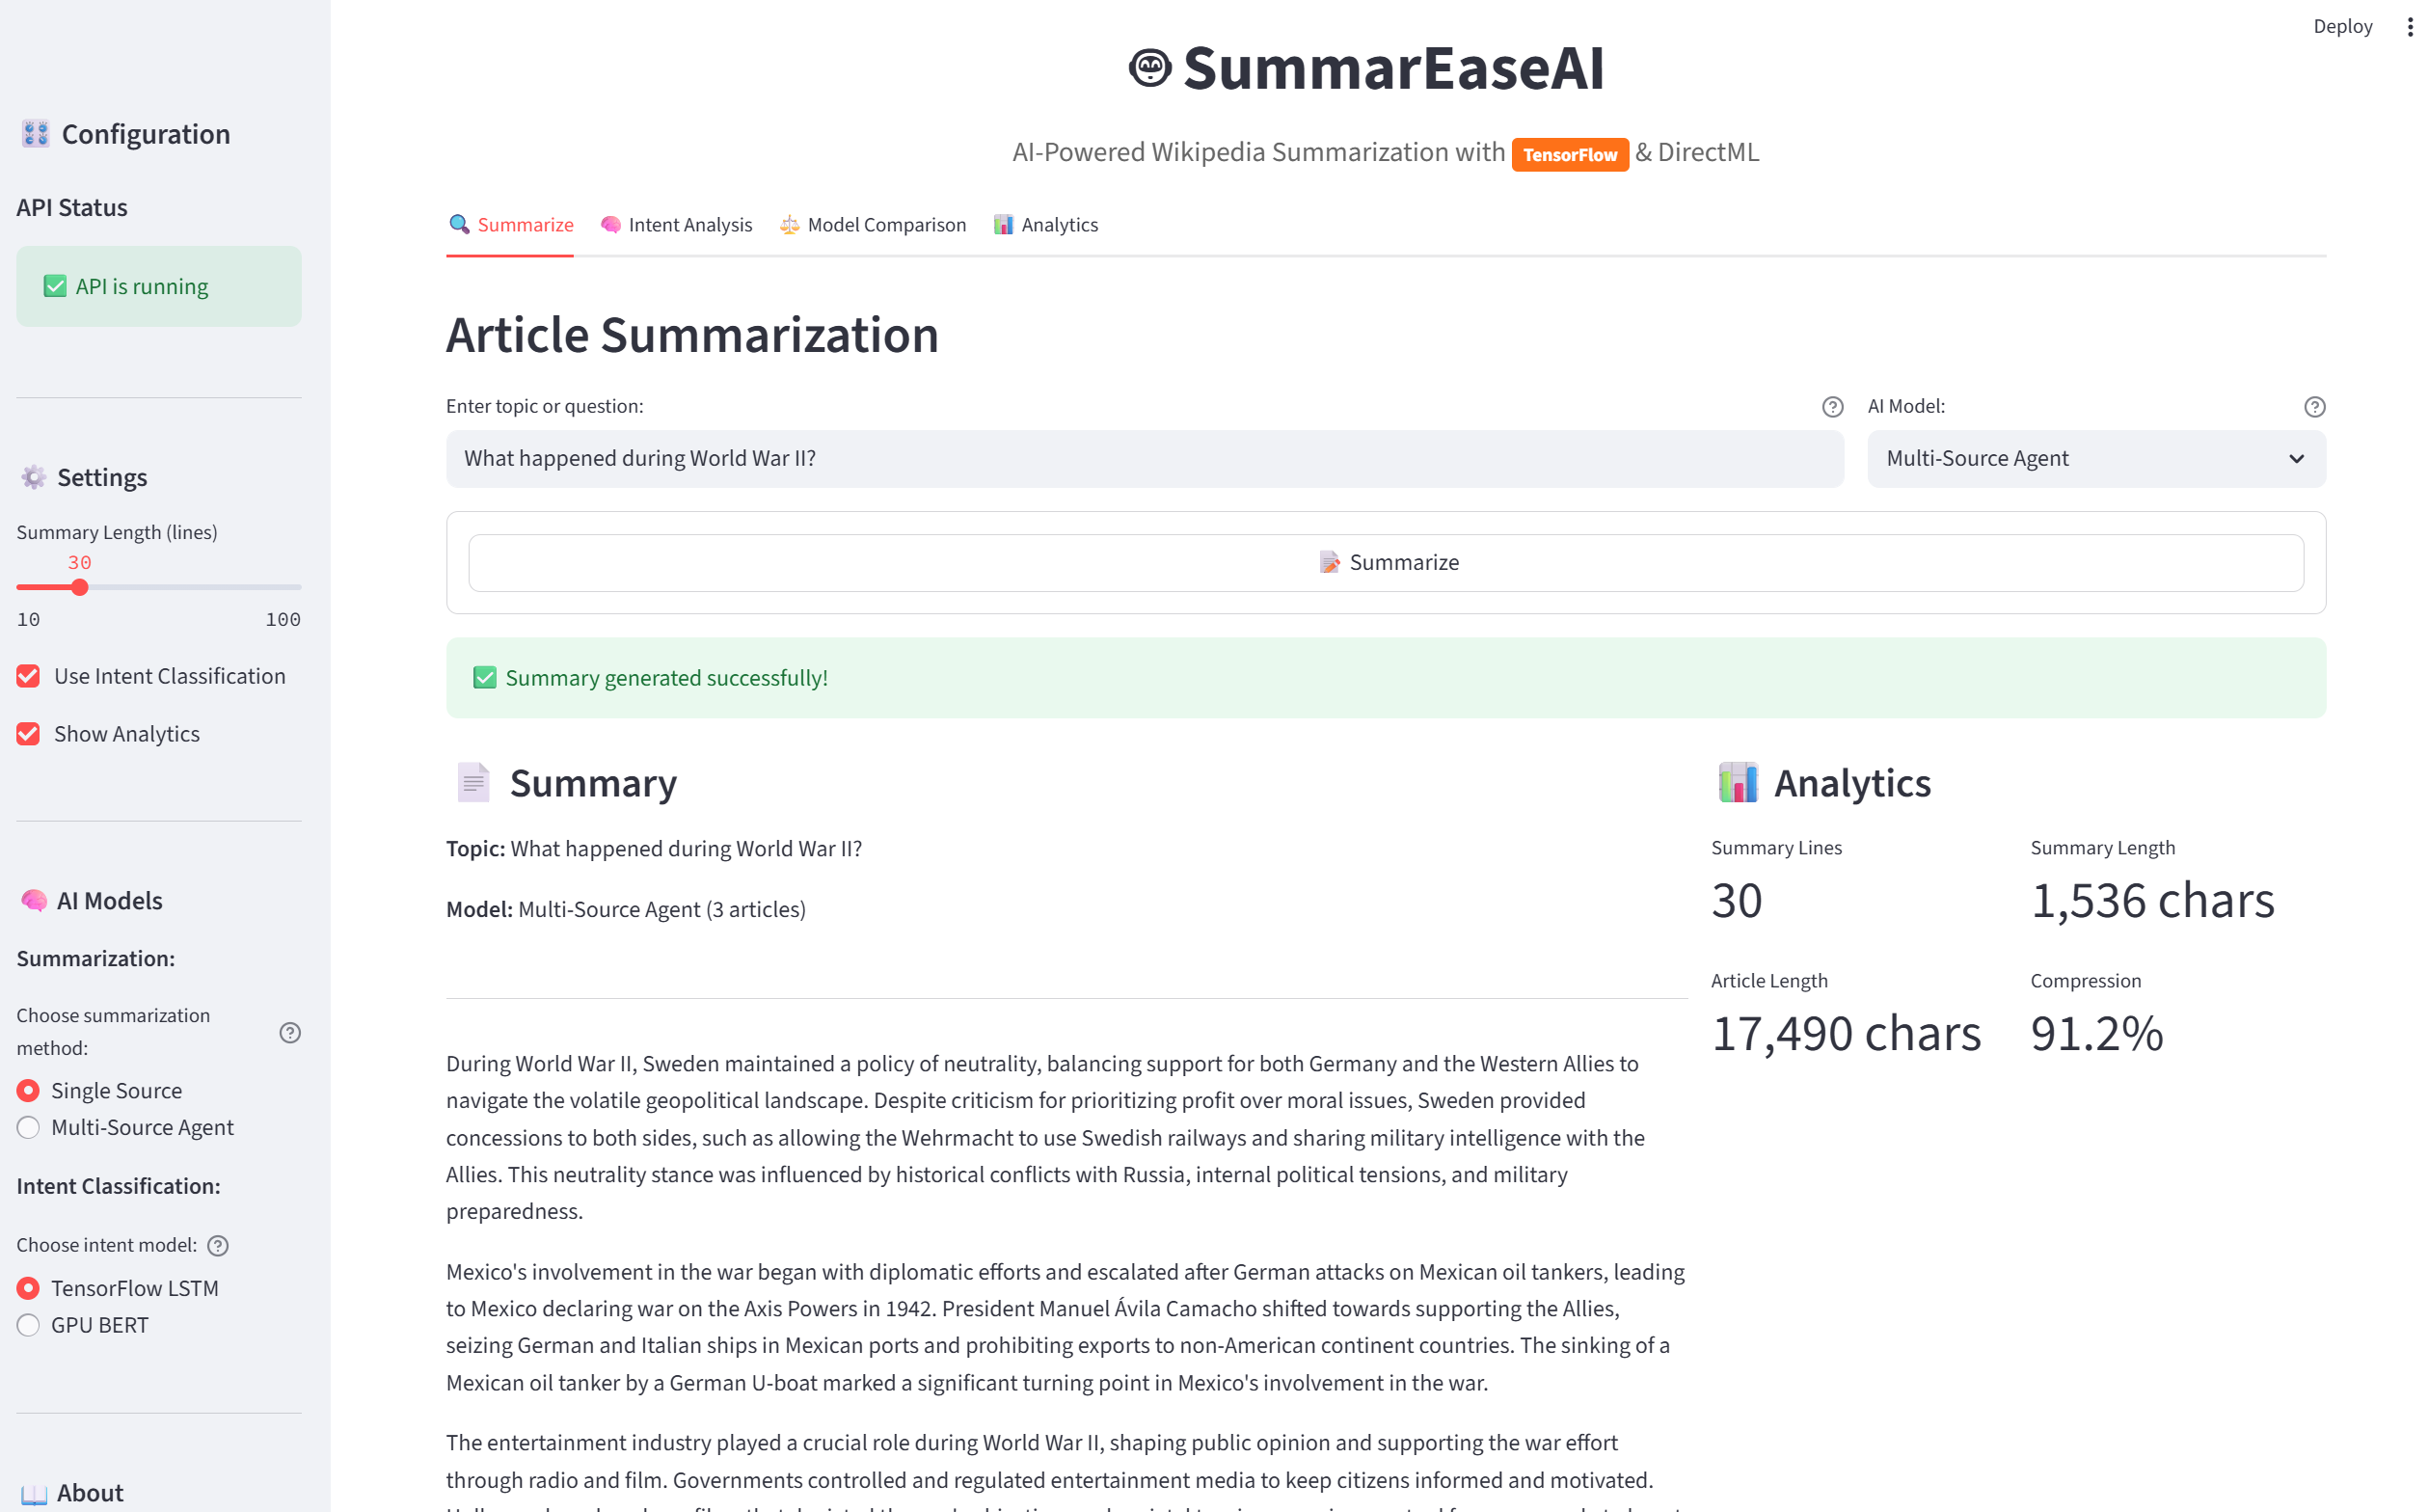 Deploy
Configuration
API Status
API is running
Settings
Summary Length (lines)
30
10
100
Use Intent Classification
Show Analytics
AI Models
Summarization:
Choose summarization
method:
Single Source
Multi-Source Agent
Intent Classification:
Choose intent model:
TensorFlow LSTM
GPU BERT
About
SummarEaseAI
AI-Powered Wikipedia Summarization with TensorFlow & DirectML
Summarize
Intent Analysis
Model Comparison
Analytics
Article Summarization
Enter topic or question:
What happened during World War II?
AI Model:
Multi-Source Agent
Summarize
Summary generated successfully!
Summary
Topic: What happened during World War II?
Model: Multi-Source Agent (3 articles)
During World War II, Sweden maintained a policy of neutrality, balancing support for both Germany and the Western Allies to
navigate the volatile geopolitical landscape. Despite criticism for prioritizing profit over moral issues, Sweden provided
concessions to both sides, such as allowing the Wehrmacht to use Swedish railways and sharing military intelligence with the
Allies. This neutrality stance was influenced by historical conflicts with Russia, internal political tensions, and military
preparedness.
Mexico's involvement in the war began with diplomatic efforts and escalated after German attacks on Mexican oil tankers, leading
to Mexico declaring war on the Axis Powers in 1942. President Manuel Ávila Camacho shifted towards supporting the Allies,
seizing German and Italian ships in Mexican ports and prohibiting exports to non-American continent countries. The sinking of a
Mexican oil tanker by a German U-boat marked a significant turning point in Mexico's involvement in the war.
The entertainment industry played a crucial role during World War II, shaping public opinion and supporting the war effort
through radio and film. Governments controlled and regulated entertainment media to keep citizens informed and motivated.
Analytics
Summary Lines
30
Summary Length
1,536 chars
Article Length
17,490 chars
Compression
91.2%